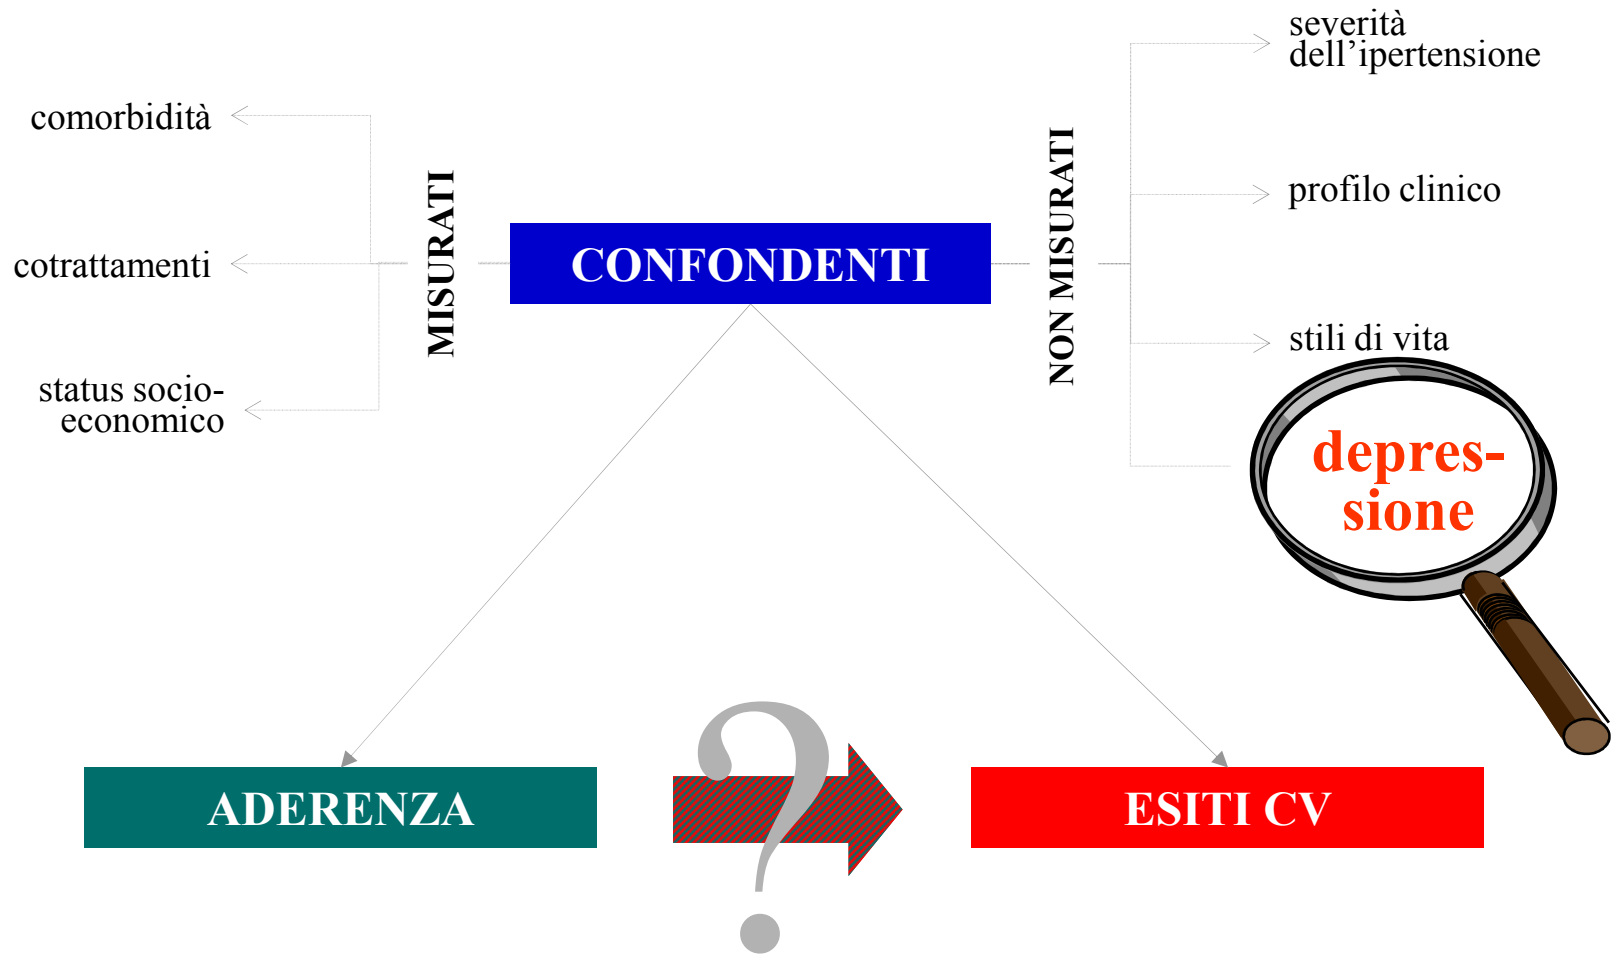 comorbidità
cotrattamenti
status socio-
economico
MISURATI
CONFONDENTI
NON MISURATI
severità
dell’ipertensione
profilo clinico
stili di vita
depres-
sione
ADERENZA
?
ESITI CV